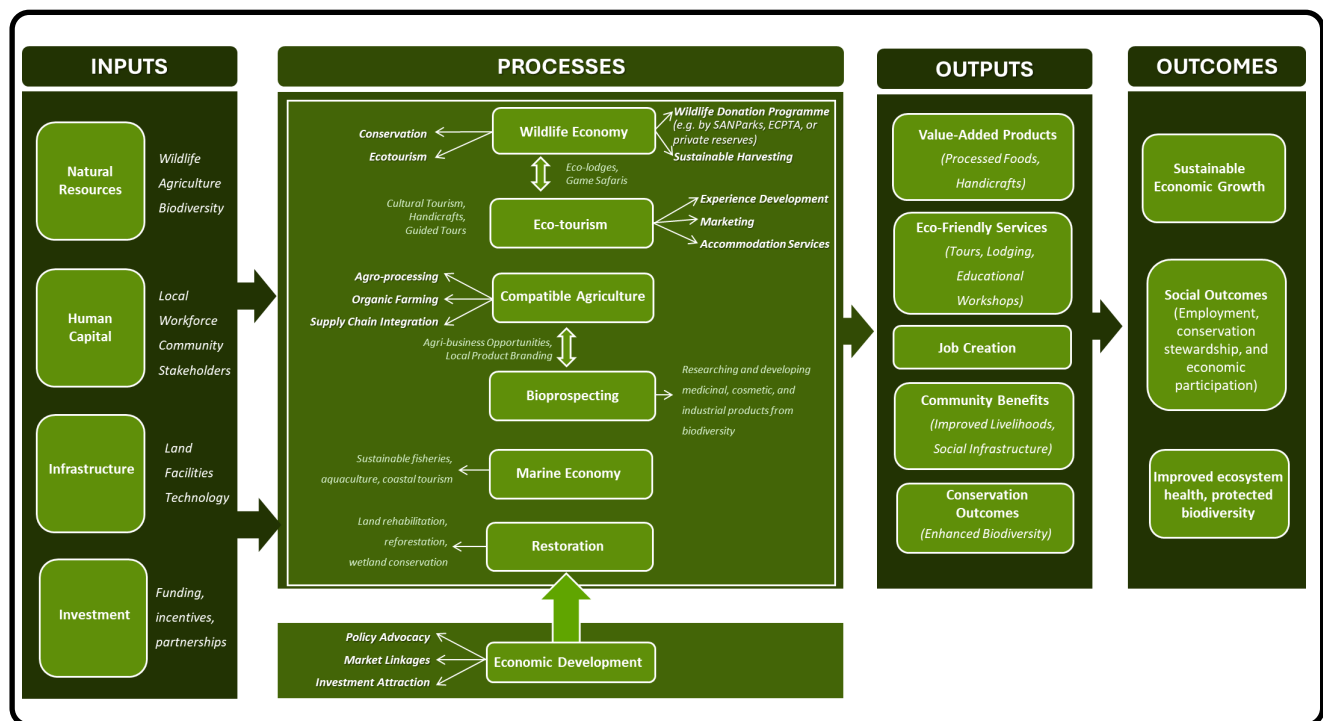 INPUTS
Natural
Resources
Wildlife
Agriculture
Biodiversity
Human
Capital
Local
Workforce
Community
Stakeholders
Infrastructure
Land
Facilities
Technology
Investment
Funding,
incentives,
partnerships
PROCESSES
Wildlife Economy
Conservation
Ecotourism
Wildlife Donation Programme
(e.g. by SANParks, ECPTA, or
private reserves)
Sustainable Harvesting
Eco-lodges,
Game Safaris
Cultural Tourism,
Handicrafts,
Guided Tours
Eco-tourism
Experience Development
Marketing
Accommodation Services
Agro-processing
Organic Farming
Supply Chain Integration
Compatible Agriculture
Agri-business Opportunities,
Local Product Branding
Bioprospecting
Researching and developing
medicinal, cosmetic, and
industrial products from
biodiversity
Sustainable fisheries,
aquaculture, coastal tourism
Marine Economy
Land rehabilitation,
reforestation,
wetland conservation
Restoration
Policy Advocacy
Market Linkages
Investment Attraction
Economic Development
OUTPUTS
Value-Added Products
(Processed Foods,
Handicrafts)
Eco-Friendly Services
(Tours, Lodging,
Educational
Workshops)
Job Creation
Community Benefits
(Improved Livelihoods,
Social Infrastructure)
Conservation
Outcomes
(Enhanced Biodiversity)
OUTCOMES
Sustainable
Economic Growth
Social Outcomes
(Employment,
conservation
stewardship, and
economic
participation)
Improved ecosystem
health, protected
biodiversity